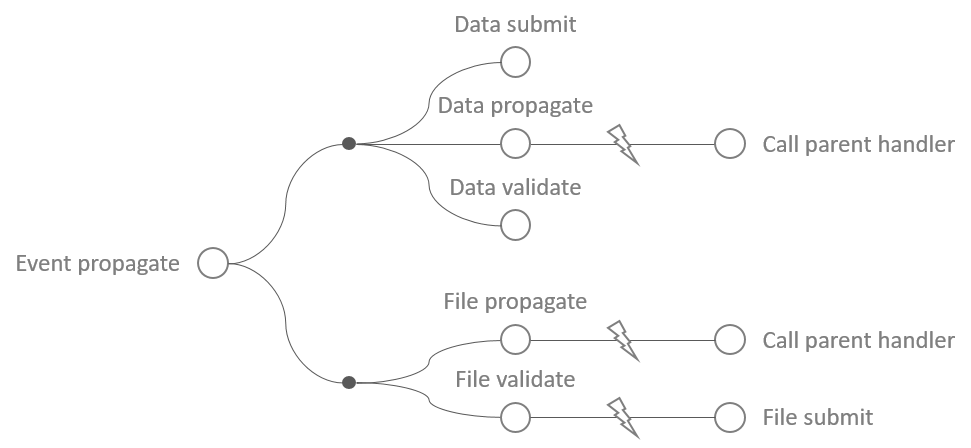 Data submit
Data propagate
Call parent handler
Data validate
Event propagate
File propagate
Call parent handler
File validate
File submit